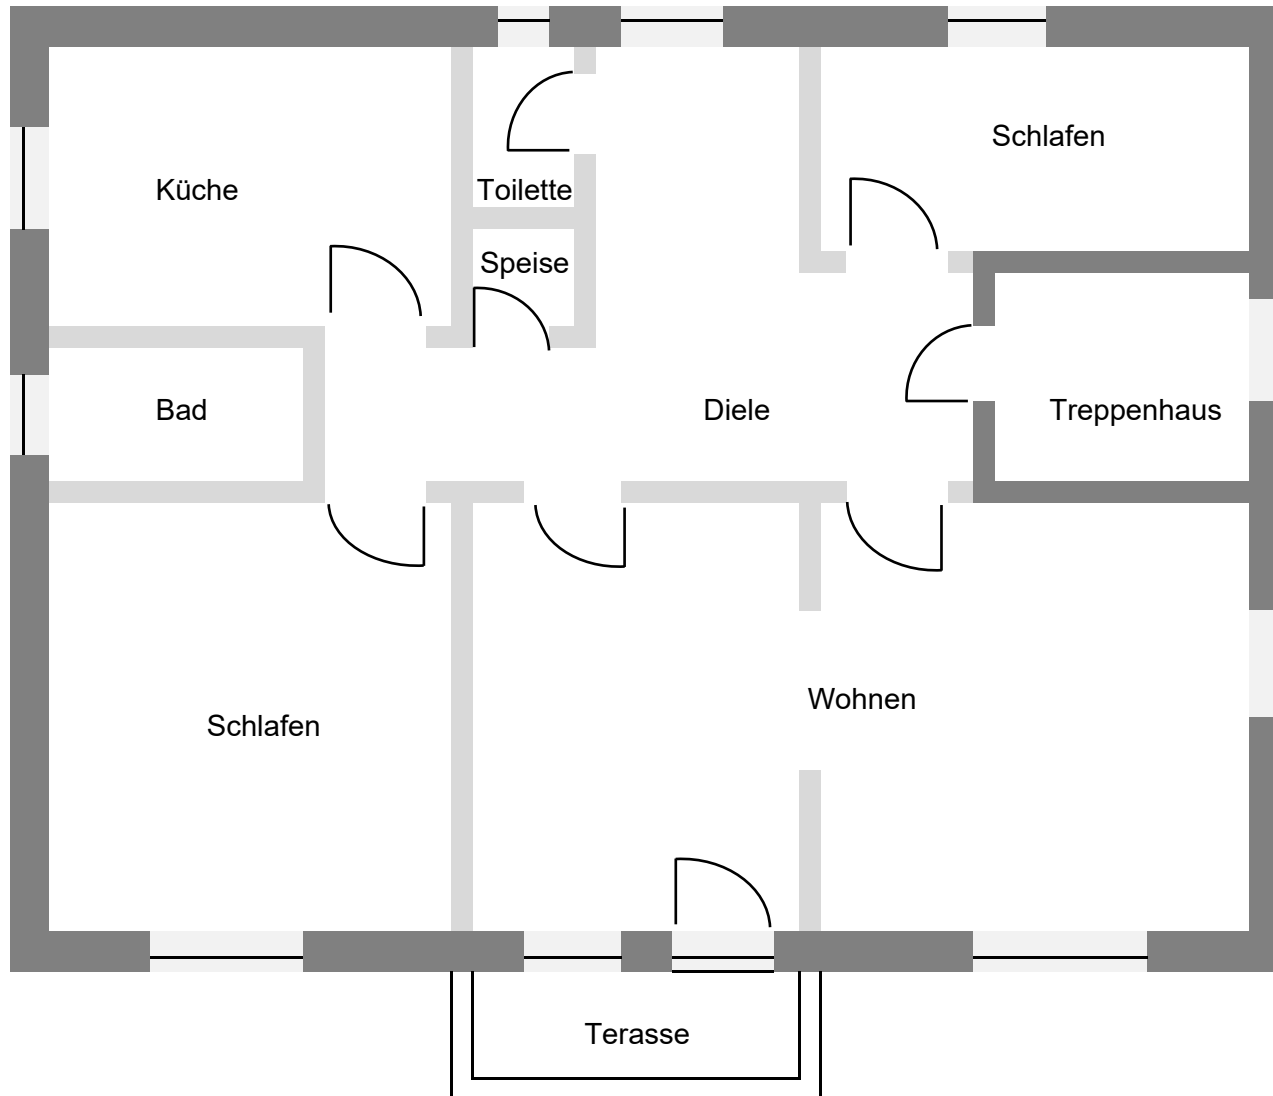 Schlafen
Küche
Toilette
Speise
Bad
Diele
Treppenhaus
Wohnen
Schlafen
Terasse